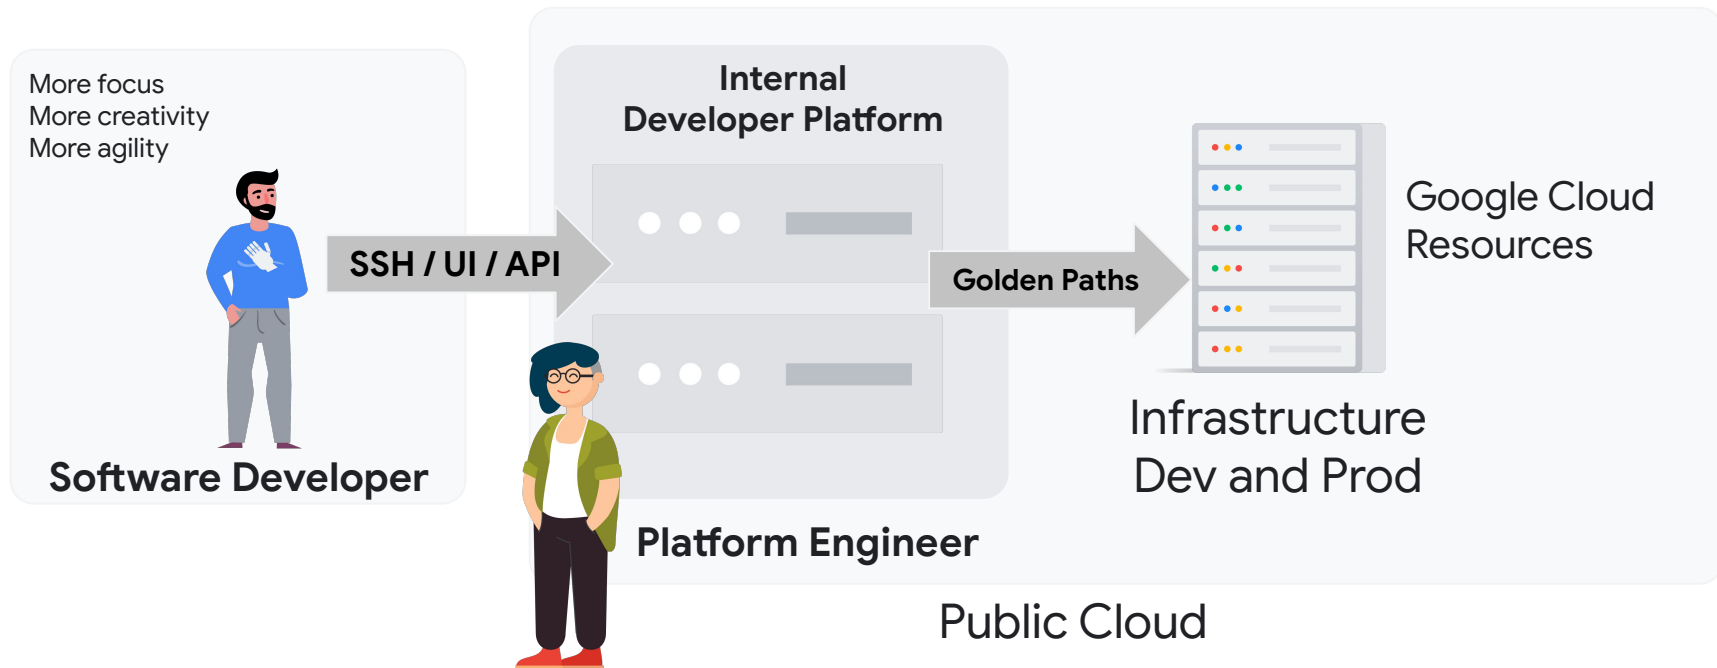 More focus
More creativity
More agility
Software Developer
SSH / UI / API
Internal
Developer Platform
Platform Engineer
Golden Paths
Google Cloud
Resources
Infrastructure
Dev and Prod
Public Cloud